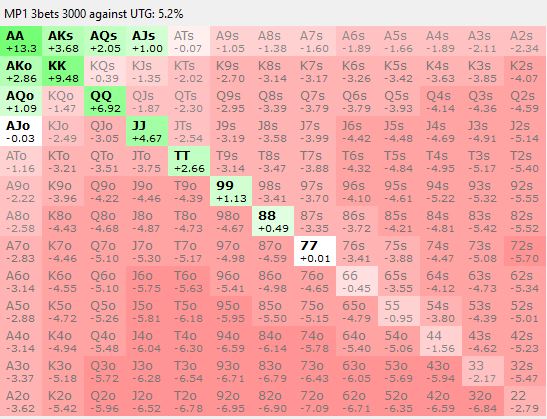 MP1 3bets 3000 against UTG: 5.2%
AA AKs AQs AJs ATs A9s A8s A7s A6s A5s A4s A3s A2s
+13.3 +3.68 +2.05 +1.00 -0.07 -1.05 -1.38 -1.60 -1.89 -1.66 -1.89 -2.11 -2.34
AKo KK KQs KJs KTs K9s K8s K7s K6s K5s K4s K3s K2s
+2.86 +9.48 -0.39 -1.35 -2.02 -2.70 -3.14 -3.17 -3.26 -3.42 -3.63 -3.85 -4.07
AQo KQo QQ QJs QTs Q9s Q8s Q7s Q6s Q5s Q4s Q3s Q2s
+1.09 -1.47 +6.92 -1.87 -2.30 -2.95 -3.39 -3.79 -3.79 -3.93 -4.14 -4.36 -4.59
AJo KJo QJo JJ JTs J9s J8s J7s J6s J5s J4s J3s J2s
-0.03 -2.49 -3.05 +4.67 -2.54 -3.19 -3.58 -3.99 -4.42 -4.48 -4.69 -4.91 -5.14
ATo KTo QTo JTo TT T9s T8s T7s T6s T5s T4s T3s T2s
-1.16 -3.21 -3.51 -3.75 +2.66 -3.14 -3.47 -3.88 -4.32 -4.84 -4.95 -5.17 -5.40
A9o K9o Q9o J9o T9o 99 98s 97s 96s 95s 94s 93s 92s
-2.22 -3.96 -4.22 -4.46 -4.39 +1.13 -3.41 -3.70 -4.10 -4.61 -5.22 -5.32 -5.55
A8o K8o Q8o J8o T8o 98o 88 87s 86s 85s 84s 83s 82s
-2.58 -4.43 -4.68 -4.87 -4.73 -4.67 +0.49 -3.35 -3.72 -4.21 -4.81 -5.42 -5.52
A7o K7o Q7o J7o T7o 97o 87o 77 76s 75s 74s 73s 72s
-2.83 -4.46 -5.10 -5.30 -5.17 -4.98 -4.59 +0.01 -3.41 -3.88 -4.47 -5.08 -5.70
A6o K6o Q6o J6o T6o 96o 86o 76o 66 65s 64s 63s 62s
-3.14 -4.55 -5.10 -5.75 -5.63 -5.41 -4.98 -4.64 -0.45 -3.55 -4.12 -4.73 -5.34
A5o K5o Q5o J5o T5o 95o 85o 75o 65o 55 54s 53s 52s
-2.88 -4.72 -5.26 -5.81 -6.18 -5.95 -5.50 -5.15 -4.79 -0.95 -3.80 -4.39 -5.01
A4o K4o Q4o J4o T4o 94o 84o 74o 64o 54o 44 43s 42s
-3.14 -4.94 -5.48 -6.04 -6.30 -6.59 -6.14 -5.78 -5.40 -5.06 -1.56 -4.62 -5.23
A3o K3o Q3o J3o T3o 93o 83o 73o 63o 53o 43o 33 32s
-3.37 -5.18 -5.72 -6.28 -6.54 -6.71 -6.79 -6.43 -6.05 -5.69 -5.94 -2.17 -5.47
A2o K2o Q2o J2o T2o 92o 82o 72o 62o 52o 42o 32o 22
-3.62 -5.42 -5.96 -6.52 -6.78 -6.95 -6.90 -7.09 -6.71 -6.35 -6.59 -6.84 -2.79